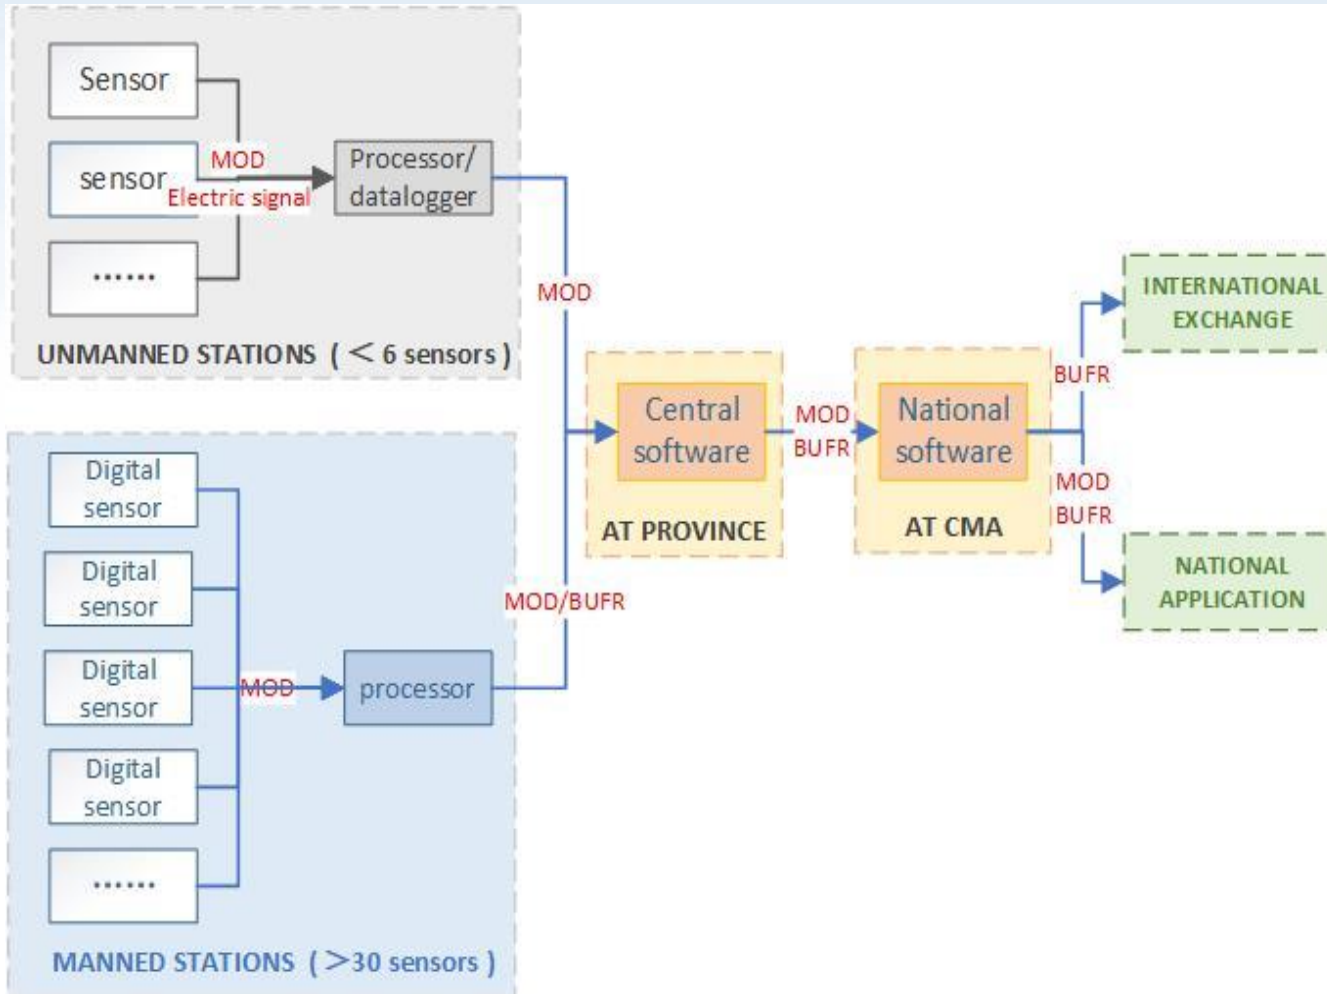 Sensor
sensor
······
MOD
Electric signal
Processor/
datalogger
UNMANNED STATIONS ( < 6 sensors )
MOD
Digital
sensor
Digital
sensor
Digital
sensor
Digital
sensor
······
MOD
processor
MANNED STATIONS ( >30 sensors )
MOD/BUFR
Central
software
AT PROVINCE
MOD
BUFR
National
software
AT CMA
BUFR
MOD
BUFR
INTERNATIONAL
EXCHANGE
NATIONAL
APPLICATION